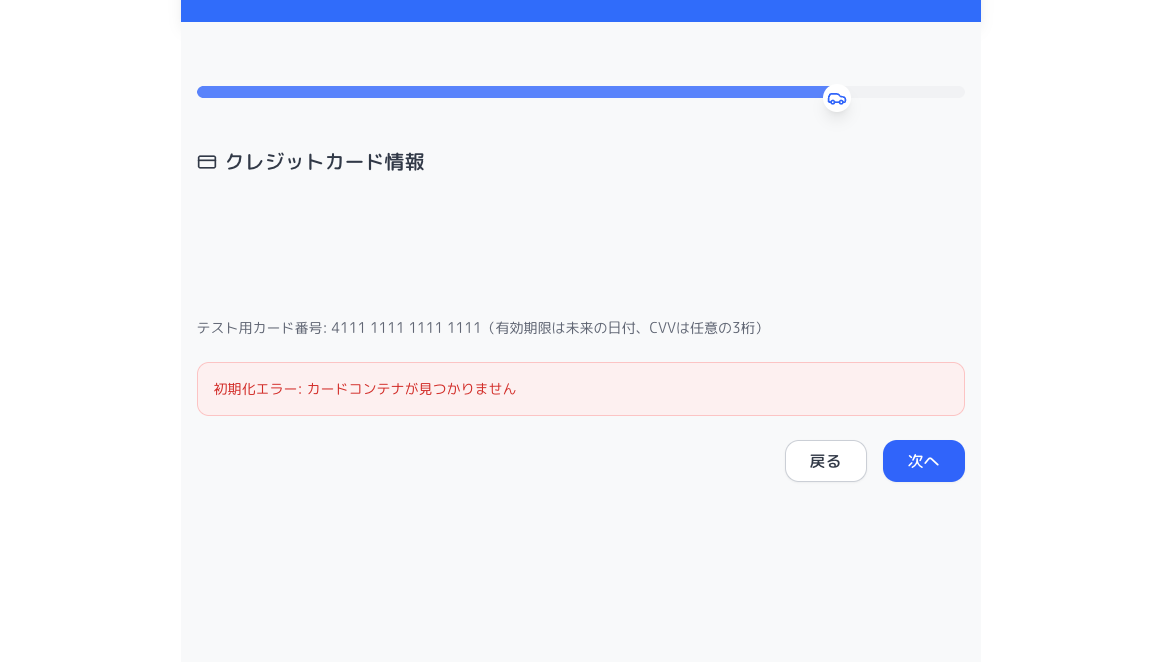 クレジットカード情報
テスト用カード番号: 4111 1111 1111 1111（有効期限は未来の日付、CVVは任意の3桁）
初期化エラー: カードコンテナが見つかりません
戻る
次へ